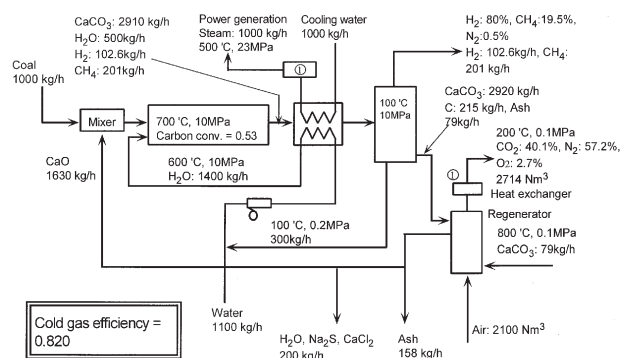 CaCO3: 2910 kg/h
H2O: 500kg/h
H2: 102.6kg/h
CH4: 201kg/h
Power generation
Steam: 1000 kg/h
500 ˚C, 23MPa
Cooling water
1000 kg/h
H2: 80%, CH4:19.5%,
N2:0.5%
H2: 102.6kg/h, CH4:
201 kg/h
Coal
1000 kg/h
Mixer
700 ˚C, 10MPa
Carbon conv. = 0.53
①
100 ˚C
10MPa
CaCO3: 2920 kg/h
C: 215 kg/h, Ash
79kg/h
CaO
1630 kg/h
600 ˚C, 10MPa
H2O: 1400 kg/h
200 ˚C, 0.1MPa
CO2: 40.1%, N2: 57.2%,
O2: 2.7%
2714 Nm3
①
Heat exchanger
Regenerator
800 ˚C, 0.1MPa
CaCO3: 79kg/h
100 ˚C, 0.2MPa
300kg/h
Cold gas efficiency =
0.820
Water
1100 kg/h
H2O, Na2S, CaCl2
200 kg/h
Ash
158 kg/h
Air: 2100 Nm3